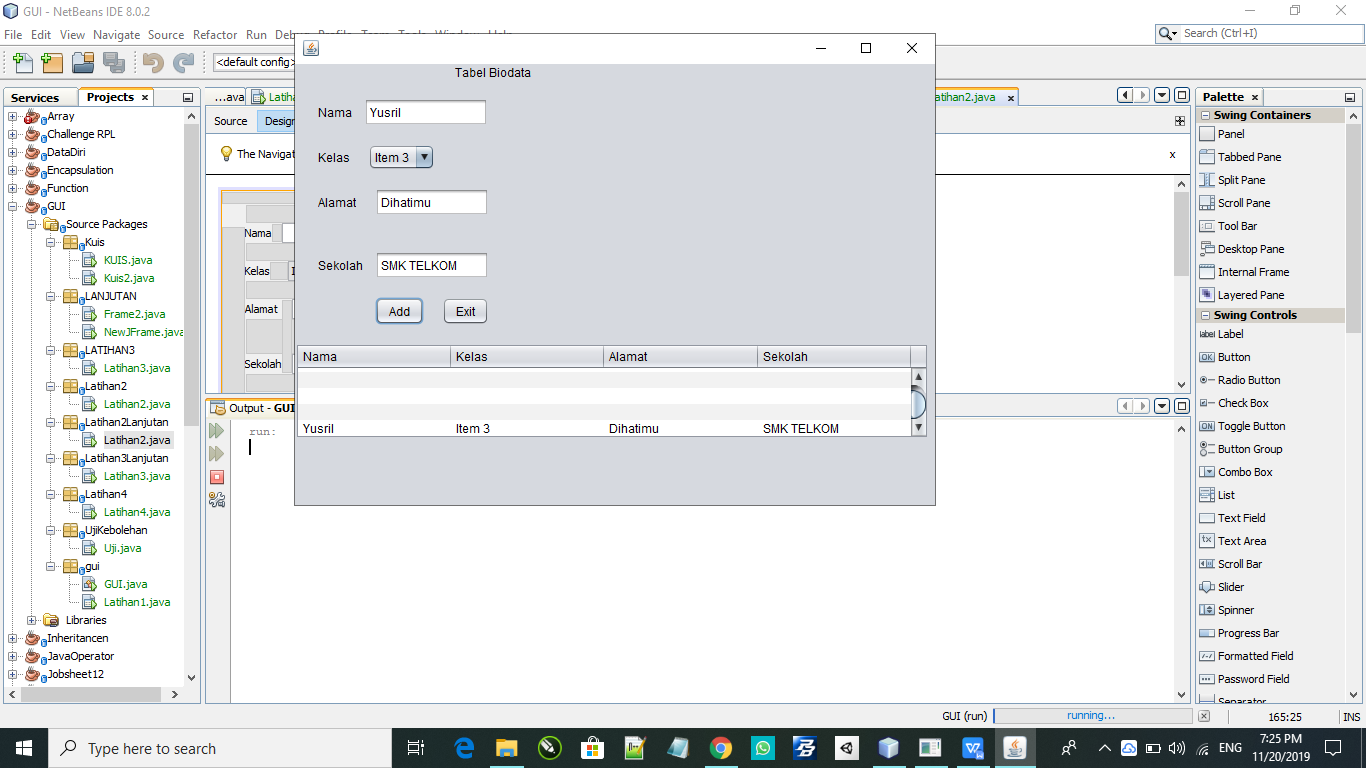 GUI - NetBeans IDE 8.0.2
File Edit View Navigate Source Refactor Run
Search (Ctrl+I)
<default config>
Services Projects
...ava
Source Design
The Navigat
Array
Challenge RPL
DataDiri
Encapsulation
Function
GUI
Source Packages
Kuis
KUIS.java
Kuis2.java
LANJUTAN
Frame2.java
NewJFrame.java
LATIHAN3
Latihan3.java
Latihan2
Latihan2.java
Latihan2Lanjutan
Latihan2.java
Latihan3Lanjutan
Latihan3.java
Latihan4
Latihan4.java
UjiKebolehan
Uji.java
gui
GUI.java
Latihan1.java
Libraries
Inheritancen
JavaOperator
Jobsheet12
Nama
Kelas
Alamat
Sekolah
Output - GUI
run:
Tabel Biodata
Nama Yusril
Kelas Item 3
Alamat Dihatimu
Sekolah SMK TELKOM
Add Exit
Nama Kelas Alamat Sekolah
Yusril Item 3 Dihatimu SMK TELKOM
atihan2.java
x
Palette
Swing Containers
Panel
Tabbed Pane
Split Pane
Scroll Pane
Tool Bar
Desktop Pane
Internal Frame
Layered Pane
Swing Controls
label Label
OK Button
Radio Button
Check Box
ON Toggle Button
Button Group
Combo Box
List
Text Field
Text Area
Scroll Bar
Slider
Spinner
Progress Bar
Formatted Field
Password Field
Separator
GUI (run) running... 165:25 INS
Type here to search
ENG
7:25 PM
11/20/2019